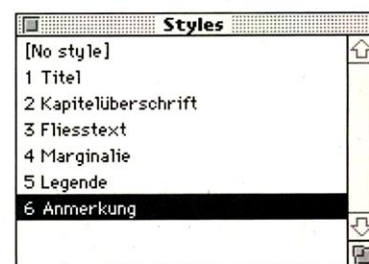 Styles
[No style]
1 Titel
2 Kapitelüberschrift
3 Fliesstext
4 Marginalie
5 Legende
6 Anmerkung